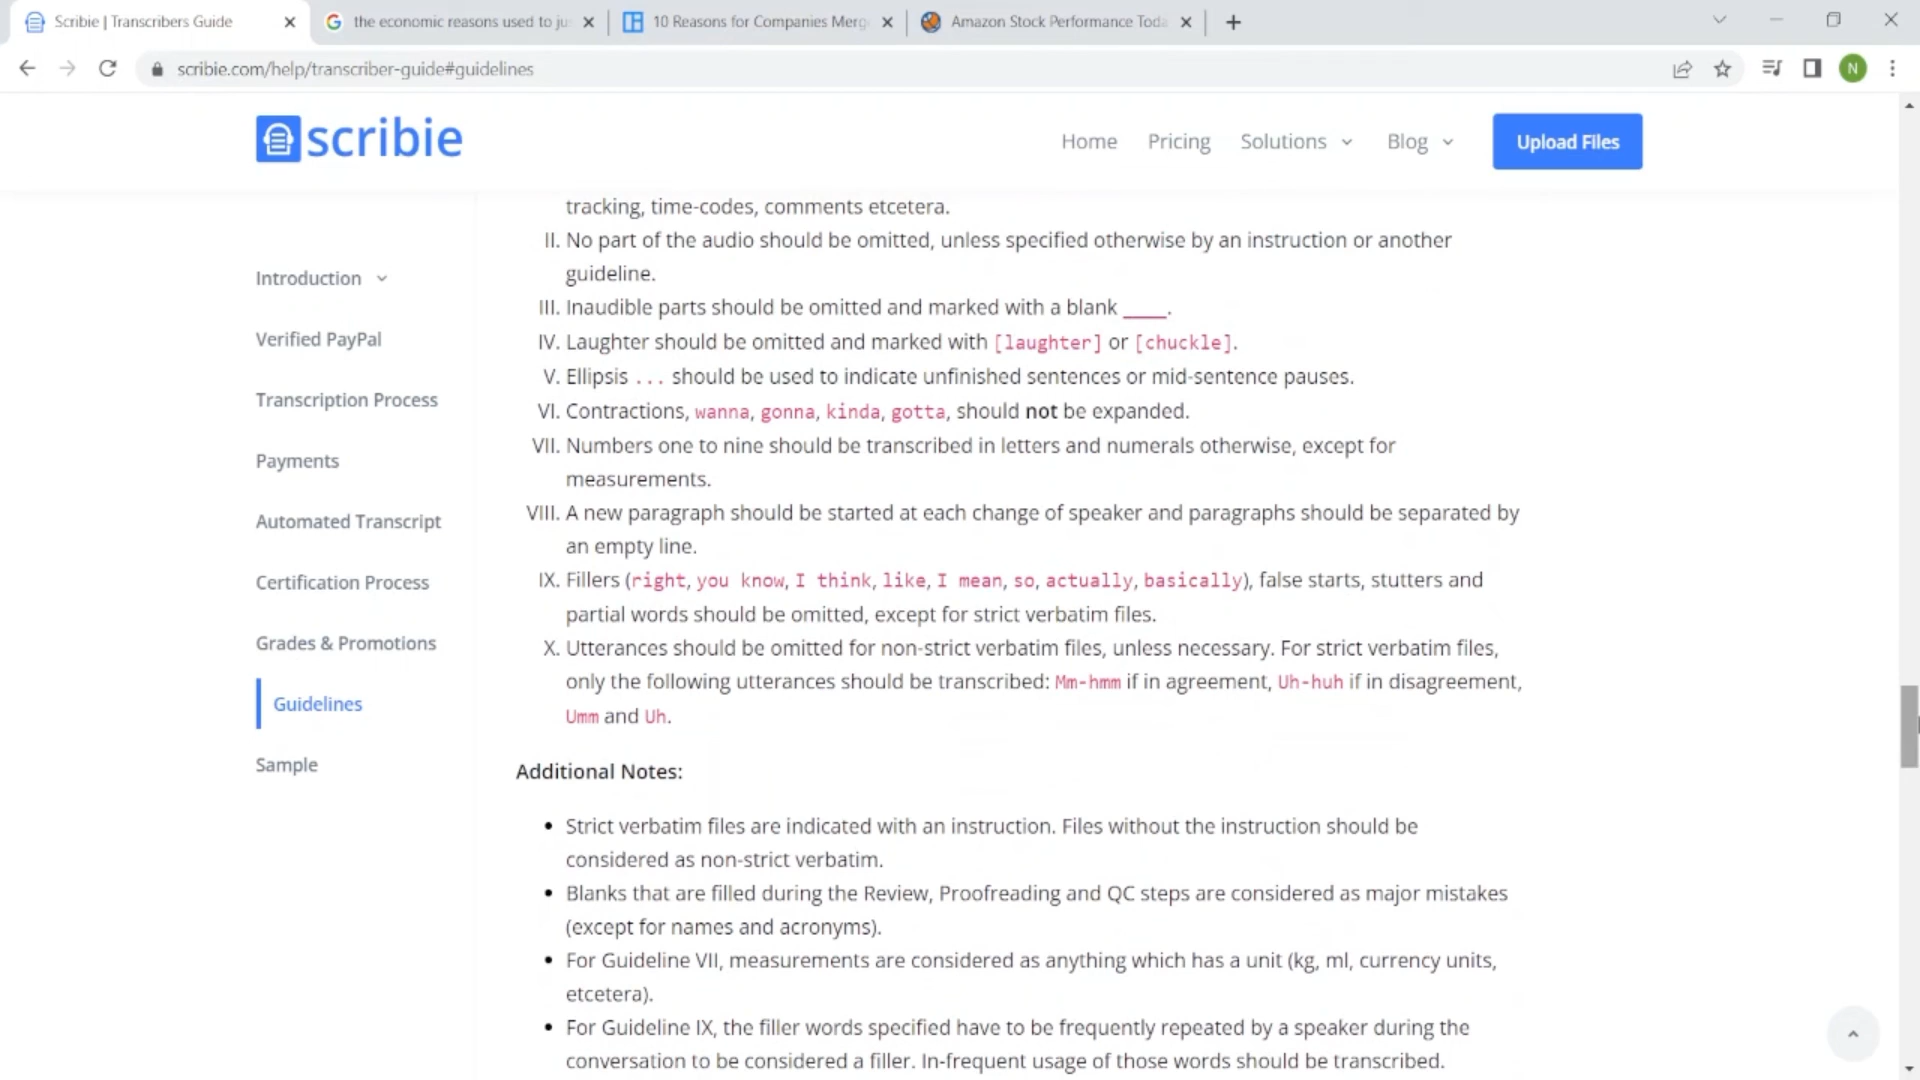 Scribie | Transcribers Guide
the economic reasons used to ju
10 Reasons for Companies Merg
Amazon Stock Performance Toda
scribie.com/help/transcriber-guide#guidelines
N
scribie
Home
Pricing
Solutions
Blog
Upload Files
Introduction
Verified PayPal
Transcription Process
Payments
Automated Transcript
Certification Process
Grades & Promotions
Guidelines
Sample
tracking, time-codes, comments etcetera.
II. No part of the audio should be omitted, unless specified otherwise by an instruction or another
guideline.
III. Inaudible parts should be omitted and marked with a blank ____.
IV. Laughter should be omitted and marked with [laughter] or [chuckle].
V. Ellipsis ... should be used to indicate unfinished sentences or mid-sentence pauses.
VI. Contractions, wanna, gonna, kinda, gotta, should not be expanded.
VII. Numbers one to nine should be transcribed in letters and numerals otherwise, except for
measurements.
VIII. A new paragraph should be started at each change of speaker and paragraphs should be separated by
an empty line.
IX. Fillers (right, you know, I think, like, I mean, so, actually, basically), false starts, stutters and
partial words should be omitted, except for strict verbatim files.
X. Utterances should be omitted for non-strict verbatim files, unless necessary. For strict verbatim files,
only the following utterances should be transcribed: Mm-hmm if in agreement, Uh-huh if in disagreement,
Umm and Uh.
Additional Notes:
• Strict verbatim files are indicated with an instruction. Files without the instruction should be
considered as non-strict verbatim.
• Blanks that are filled during the Review, Proofreading and QC steps are considered as major mistakes
(except for names and acronyms).
• For Guideline VII, measurements are considered as anything which has a unit (kg, ml, currency units,
etcetera).
• For Guideline IX, the filler words specified have to be frequently repeated by a speaker during the
conversation to be considered a filler. In-frequent usage of those words should be transcribed.